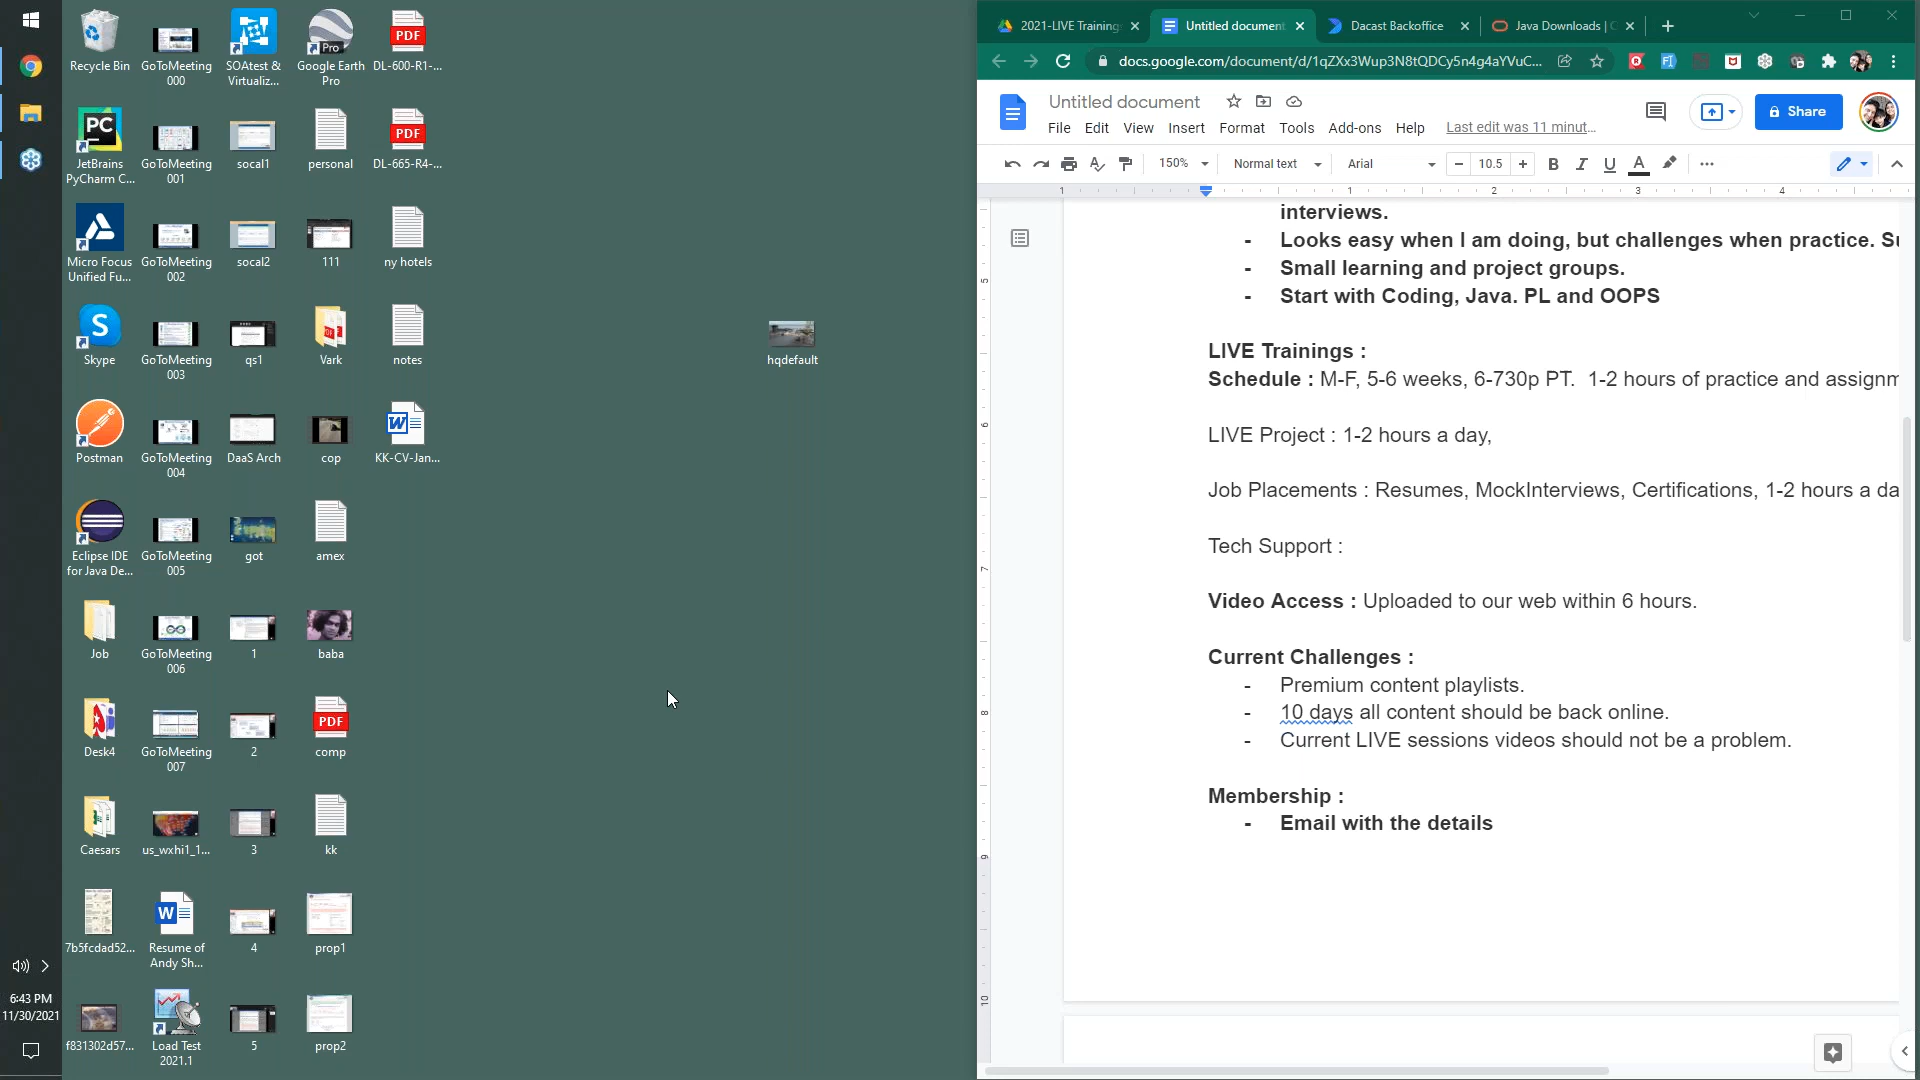 Recycle Bin
GoToMeeting
000
SOAtest &
Virtualiz...
Google Earth
Pro
DL-600-R1-...
JetBrains
PyCharm C...
GoToMeeting
001
socal1
personal
DL-665-R4-...
Micro Focus
Unified Fu...
GoToMeeting
002
socal2
111
ny hotels
Skype
GoToMeeting
003
qs1
Vark
notes
hqdefault
Postman
GoToMeeting
004
DaaS Arch
cop
KK-CV-Jan...
Eclipse IDE
for Java De...
GoToMeeting
005
got
amex
Job
GoToMeeting
006
1
baba
Desk4
GoToMeeting
007
2
comp
Caesars
us_wxhi1_1...
3
kk
7b5fcdad52...
Resume of
Andy Sh...
4
prop1
f831302d57...
Load Test
2021.1
5
prop2
6:43 PM
11/30/2021
2021-LIVE Training
Untitled document
Dacast Backoffice
Java Downloads |
docs.google.com/document/d/1qZXx3Wup3N8tQDCy5n4g4aYVuC...
Untitled document
Share
File Edit View Insert Format Tools Add-ons Help Last edit was 11 minut...
150% Normal text Arial 10.5
interviews.
- Looks easy when I am doing, but challenges when practice.
- Small learning and project groups.
- Start with Coding, Java. PL and OOPS
LIVE Trainings :
Schedule : M-F, 5-6 weeks, 6-730p PT. 1-2 hours of practice and assignm
LIVE Project : 1-2 hours a day,
Job Placements : Resumes, MockInterviews, Certifications, 1-2 hours a da
Tech Support :
Video Access : Uploaded to our web within 6 hours.
Current Challenges :
- Premium content playlists.
- 10 days all content should be back online.
- Current LIVE sessions videos should not be a problem.
Membership :
- Email with the details